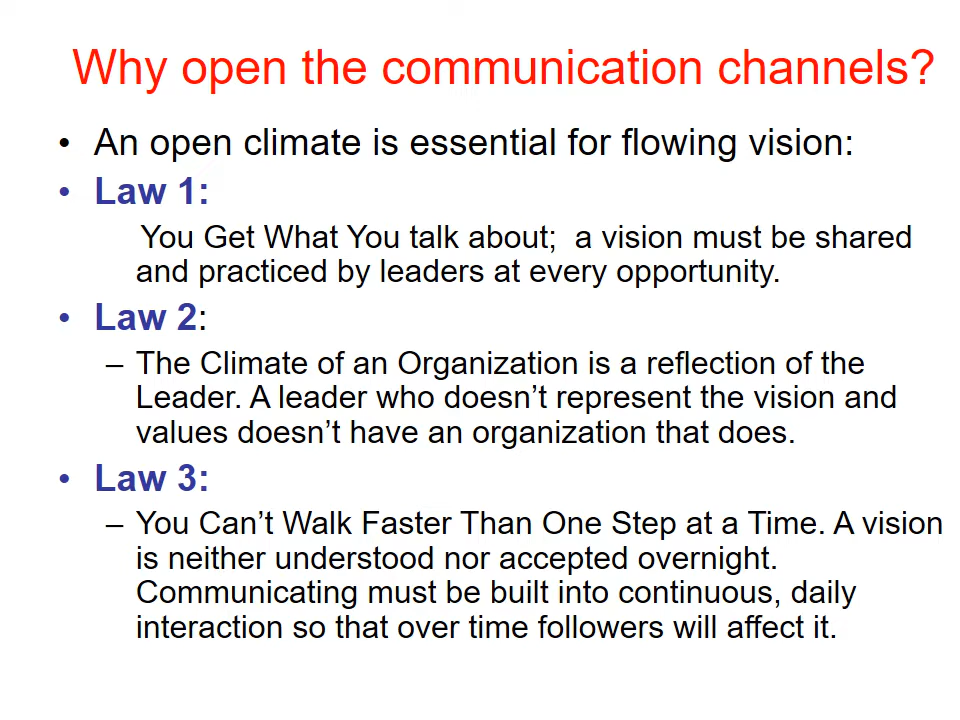 Why open the communication channels?
• An open climate is essential for flowing vision:
• Law 1:
You Get What You talk about;  a vision must be shared
and practiced by leaders at every opportunity.
• Law 2:
– The Climate of an Organization is a reflection of the
Leader. A leader who doesn’t represent the vision and
values doesn’t have an organization that does.
• Law 3:
– You Can’t Walk Faster Than One Step at a Time. A vision
is neither understood nor accepted overnight.
Communicating must be built into continuous, daily
interaction so that over time followers will affect it.